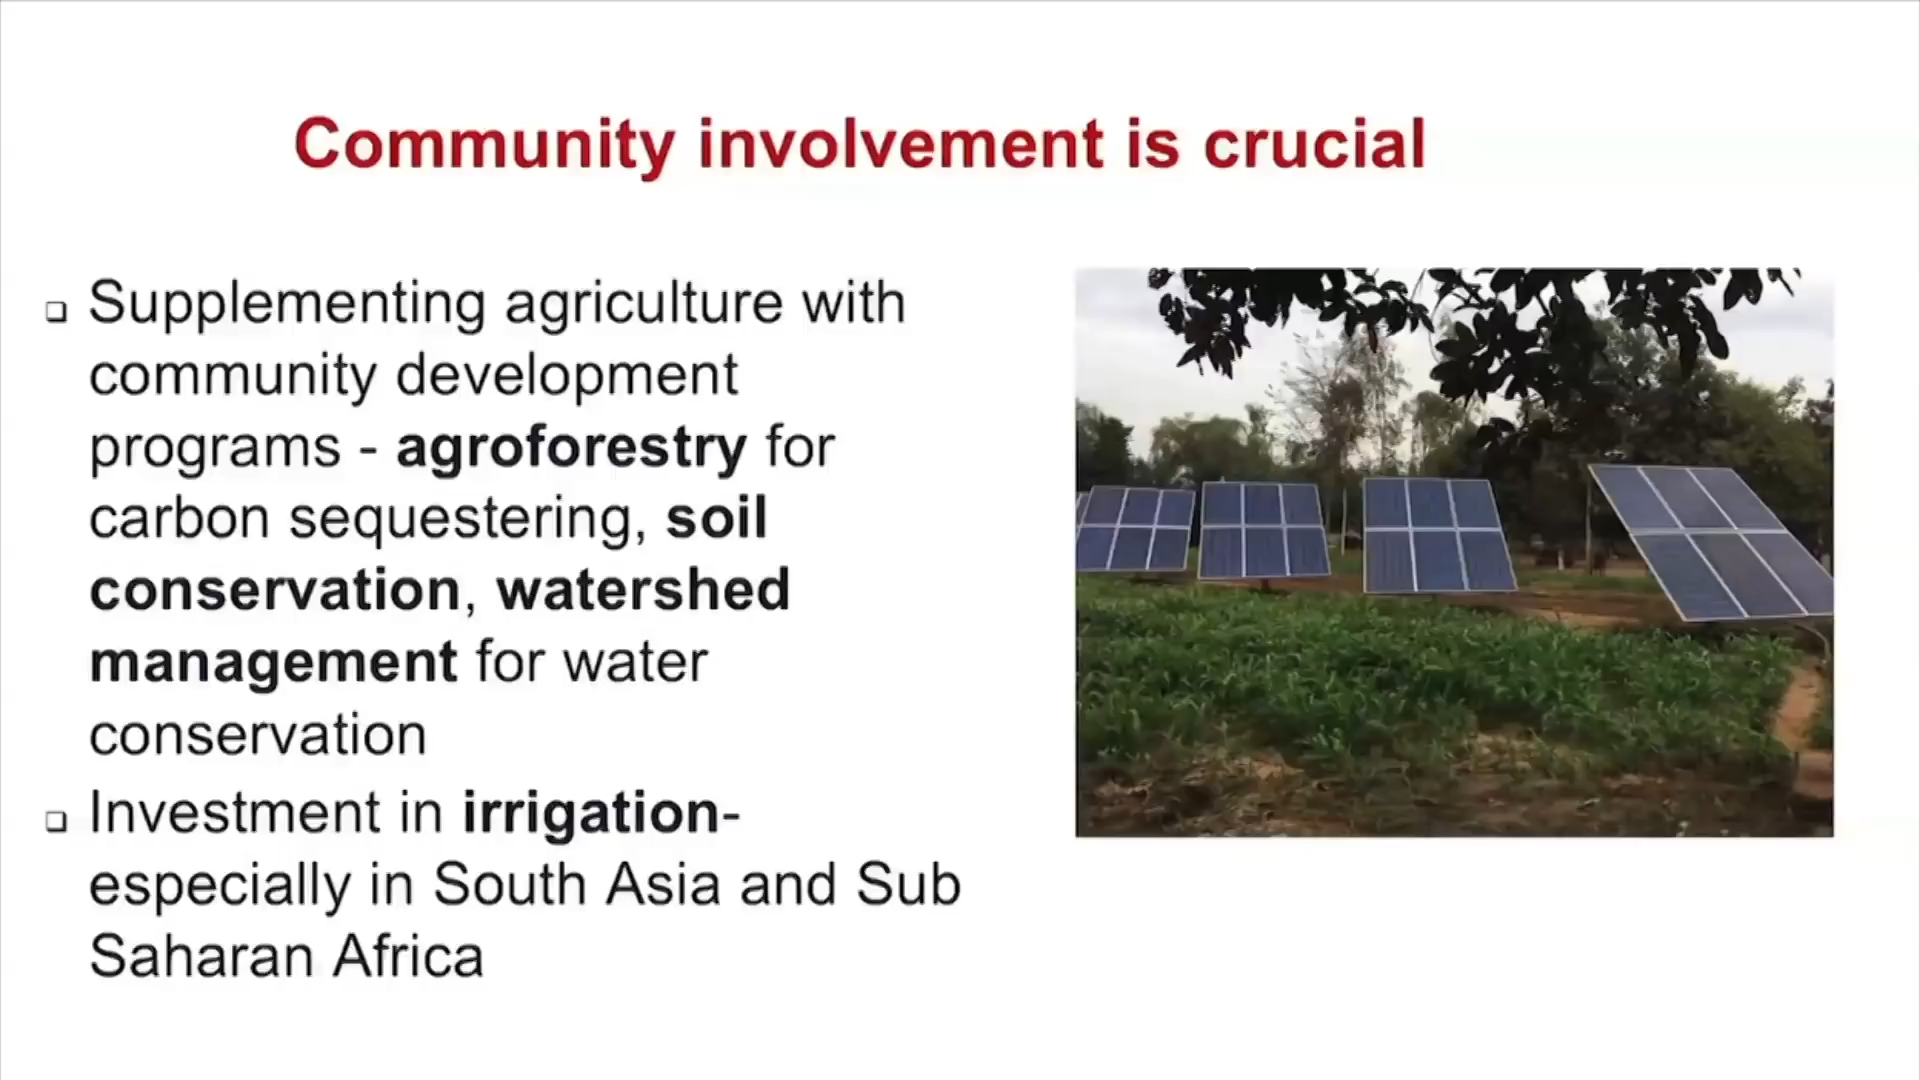 Community involvement is crucial
❑ Supplementing agriculture with
community development
programs - agroforestry for
carbon sequestering, soil
conservation, watershed
management for water
conservation
❑ Investment in irrigation-
especially in South Asia and Sub
Saharan Africa